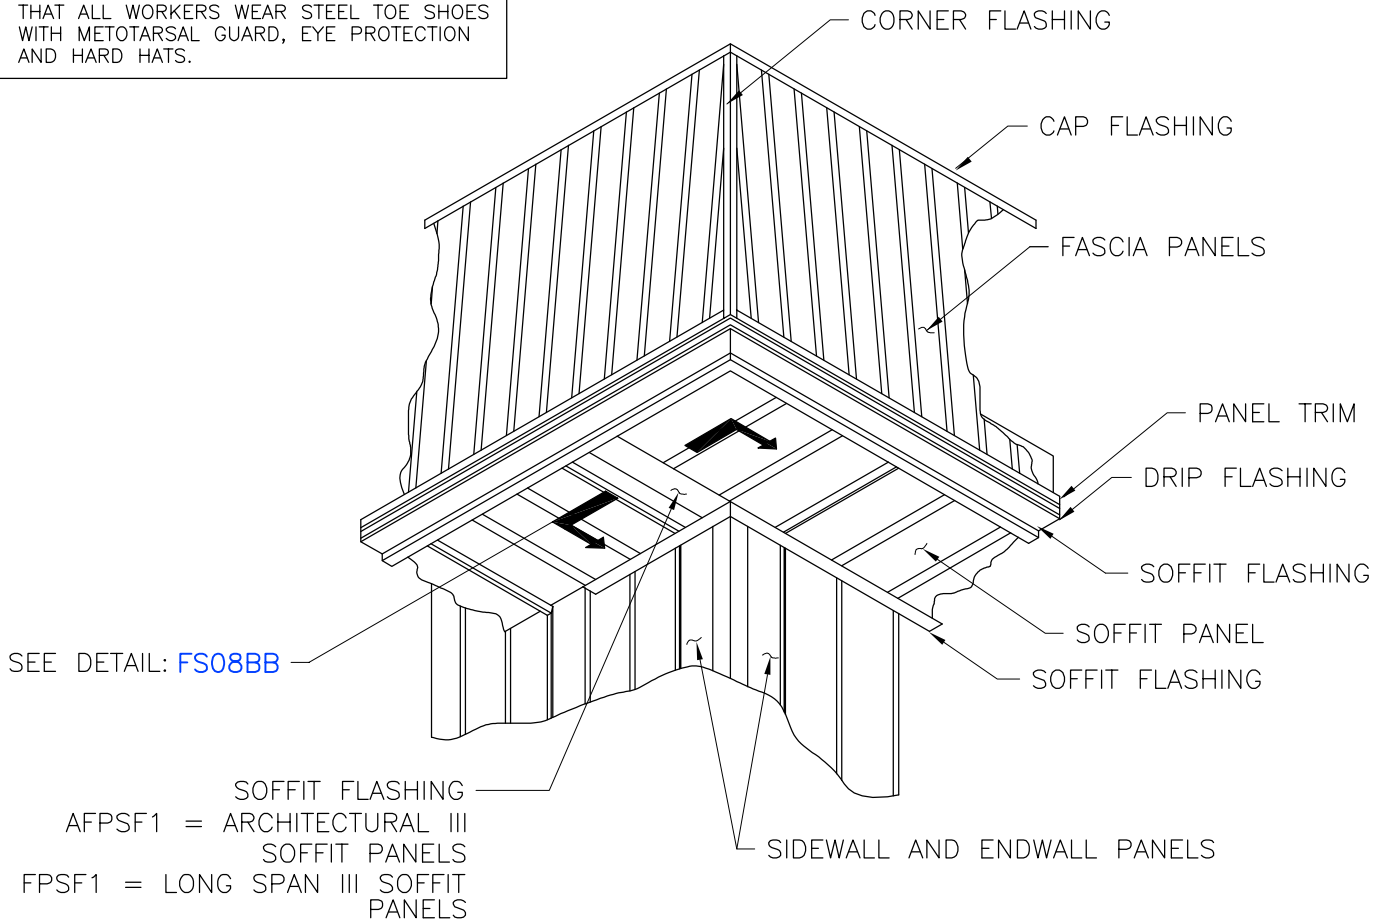 THAT ALL WORKERS WEAR STEEL TOE SHOES
WITH METOTARSAL GUARD, EYE PROTECTION
AND HARD HATS.
CORNER FLASHING
CAP FLASHING
FASCIA PANELS
PANEL TRIM
DRIP FLASHING
SOFFIT FLASHING
SOFFIT PANEL
SOFFIT FLASHING
SEE DETAIL: FS08BB
SOFFIT FLASHING
AFPSF1 = ARCHITECTURAL III
SOFFIT PANELS
FPSF1 = LONG SPAN III SOFFIT
PANELS
SIDEWALL AND ENDWALL PANELS